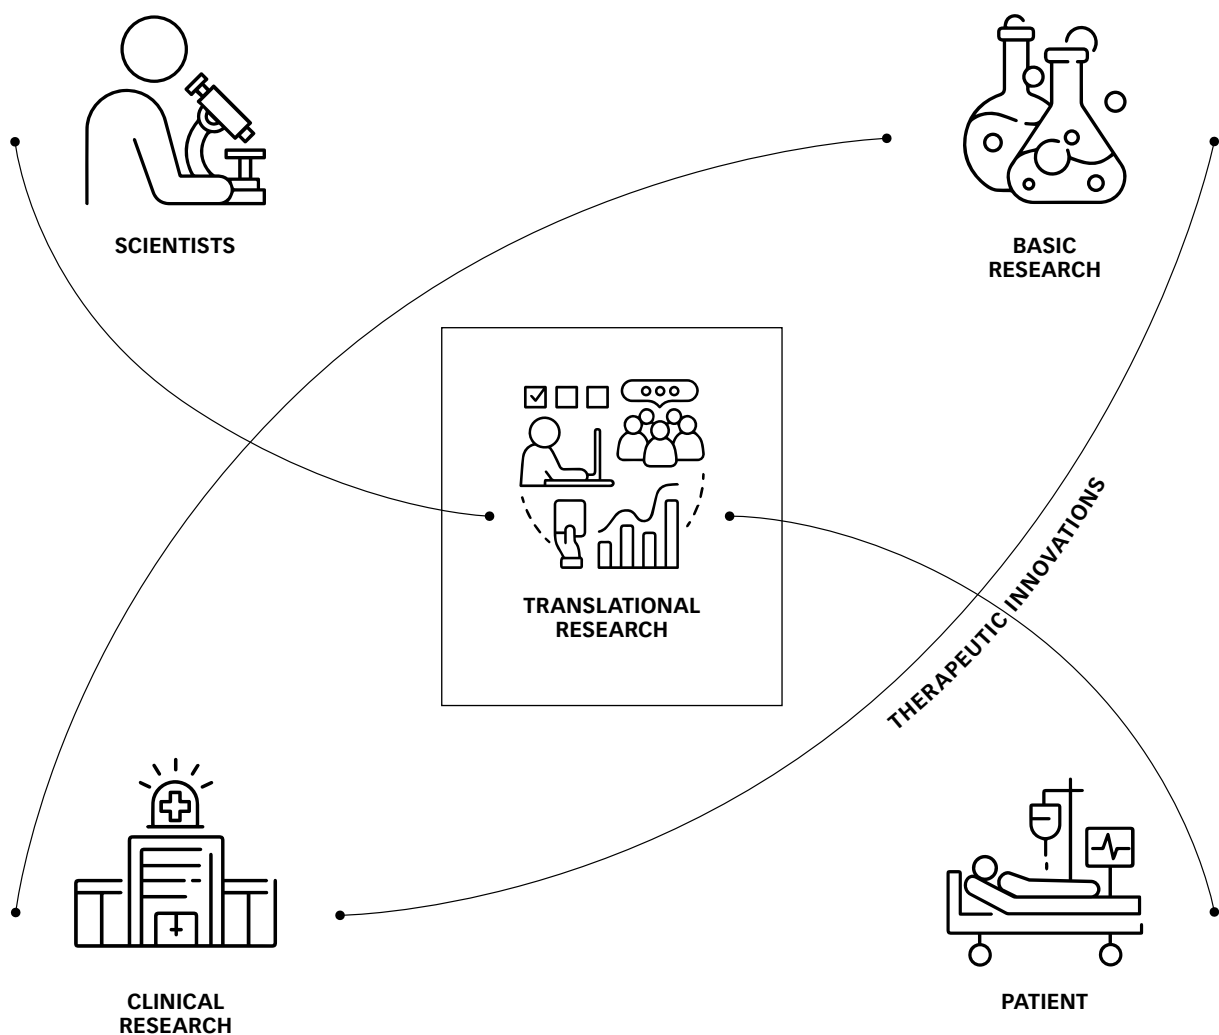 SCIENTISTS
BASIC
RESEARCH
TRANSLATIONAL
RESEARCH
THERAPEUTIC INNOVATIONS
CLINICAL
RESEARCH
PATIENT